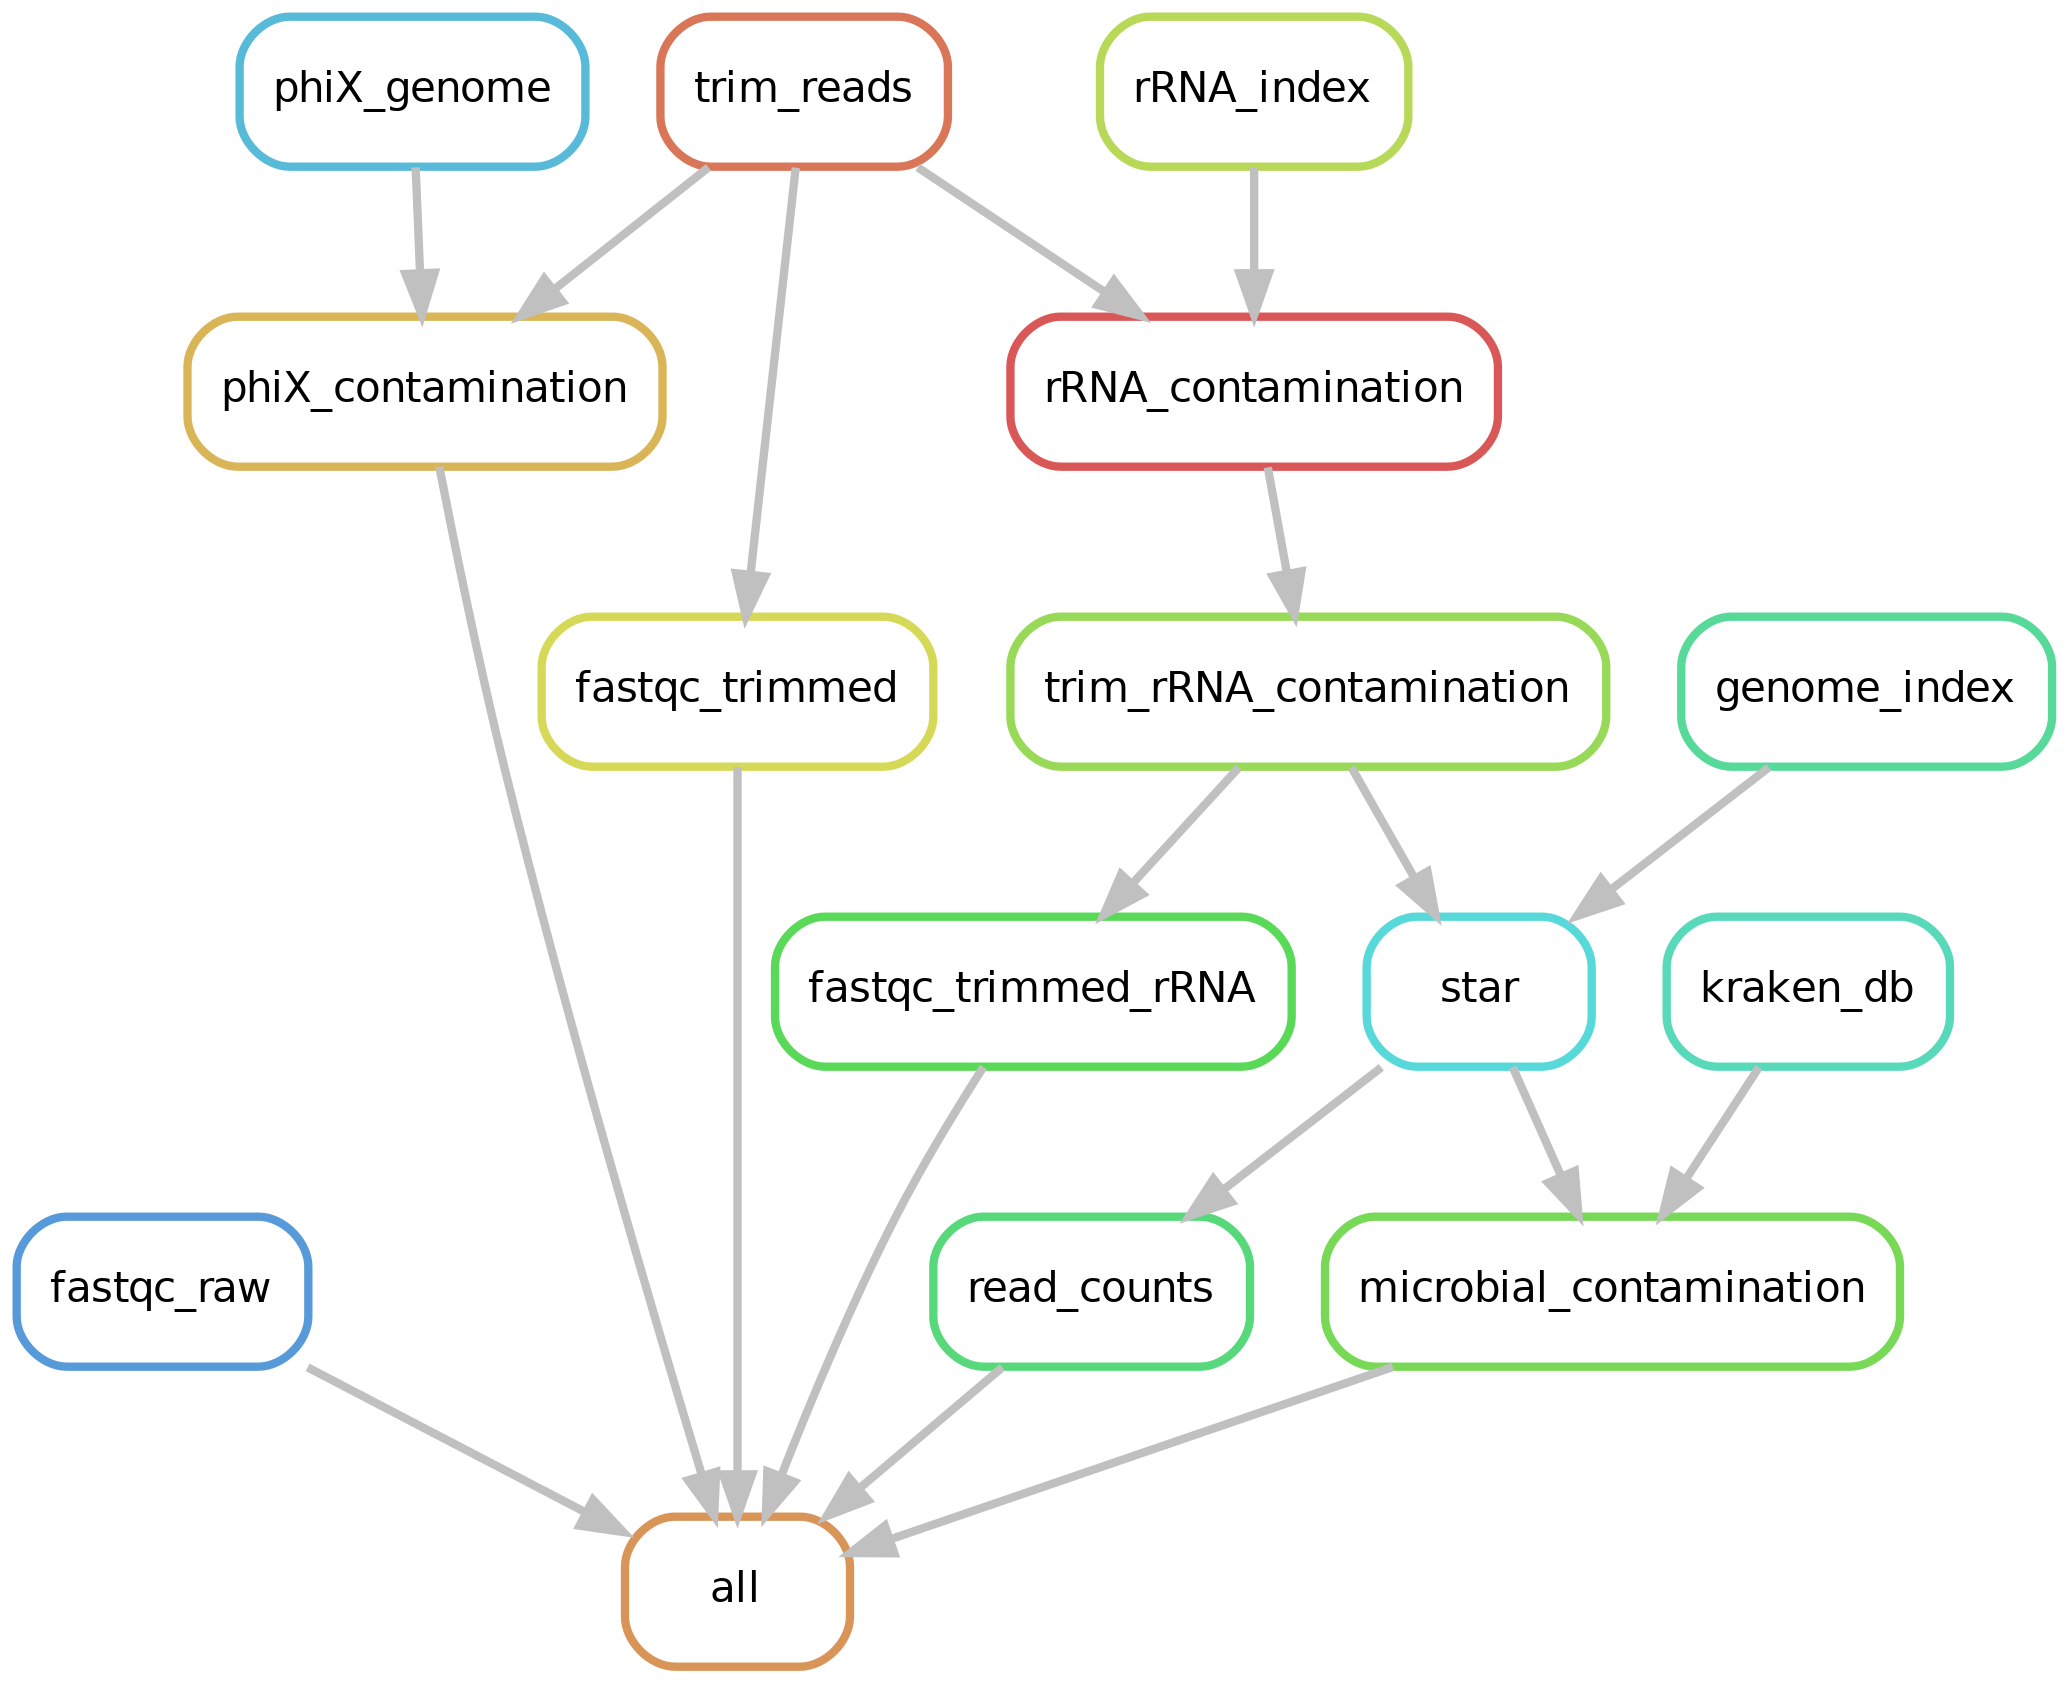 phiX_genome
trim_reads
rRNA_index
phiX_contamination
rRNA_contamination
fastqc_trimmed
trim_rRNA_contamination
genome_index
fastqc_trimmed_rRNA
star
kraken_db
fastqc_raw
read_counts
microbial_contamination
all